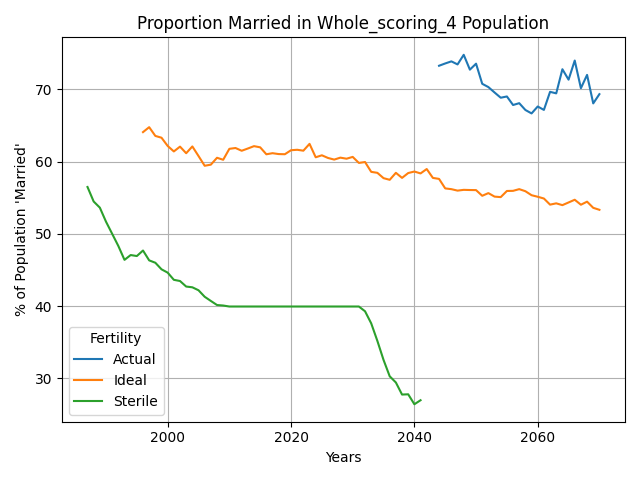 Proportion Married in Whole_scoring_4 Population
% of Population 'Married'
70
60
50
40
30
Fertility
Actual
Ideal
Sterile
2000
2020
2040
2060
Years